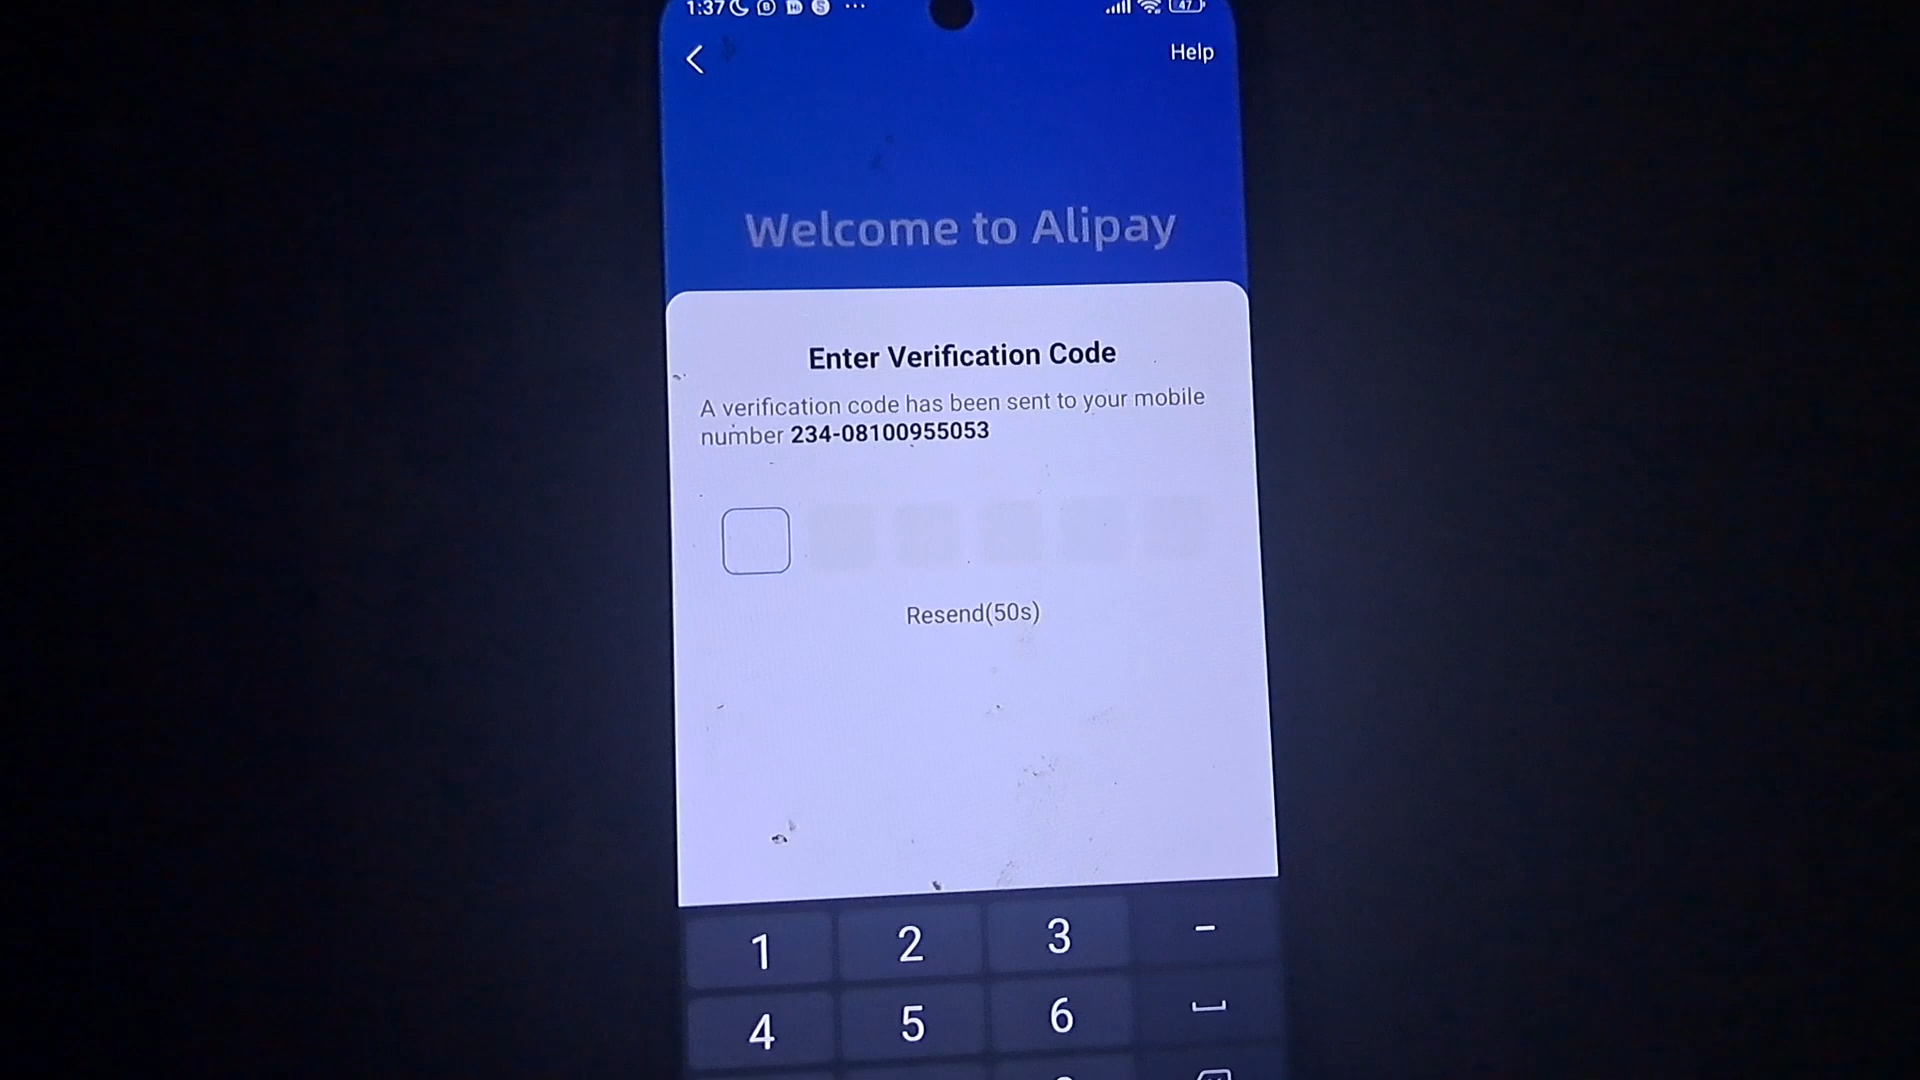 1:37
47
Help
Welcome to Alipay
Enter Verification Code
A verification code has been sent to your mobile
number 234-08100955053
Resend(50s)
1 2 3 -
4 5 6